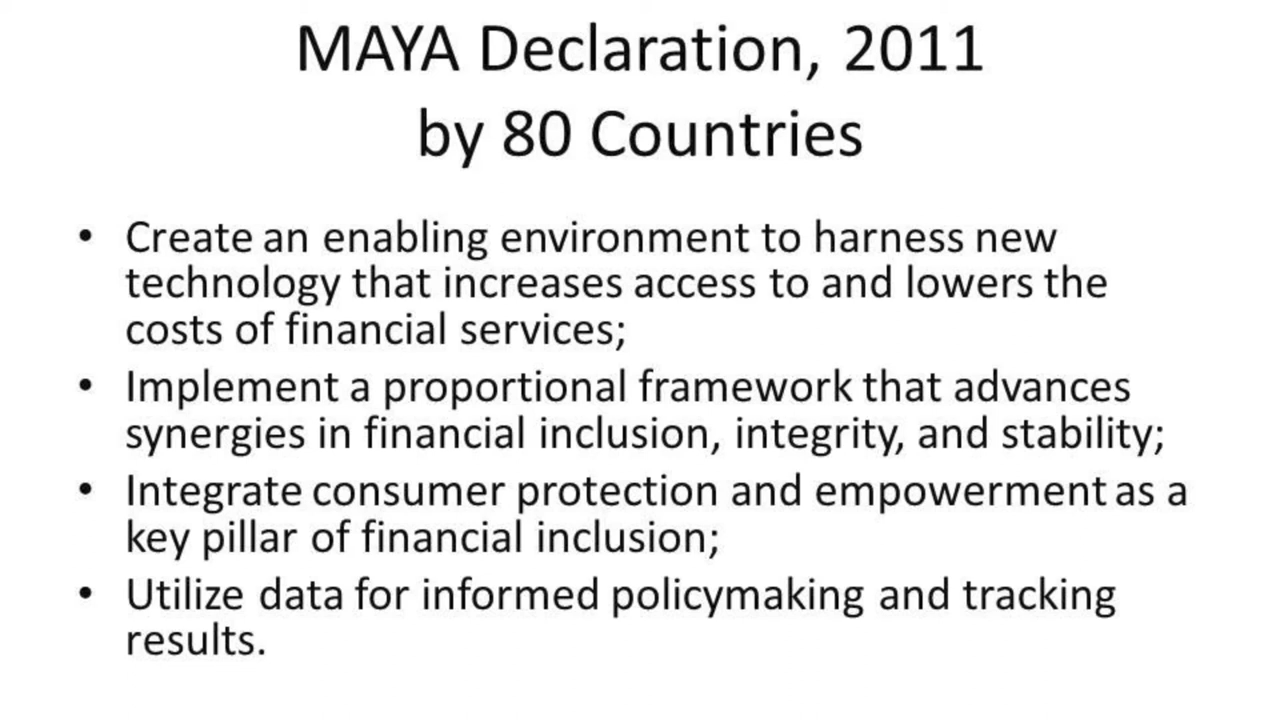 MAYA Declaration, 2011
by 80 Countries
• Create an enabling environment to harness new
technology that increases access to and lowers the
costs of financial services;
• Implement a proportional framework that advances
synergies in financial inclusion, integrity, and stability;
• Integrate consumer protection and empowerment as a
key pillar of financial inclusion;
• Utilize data for informed policymaking and tracking
results.